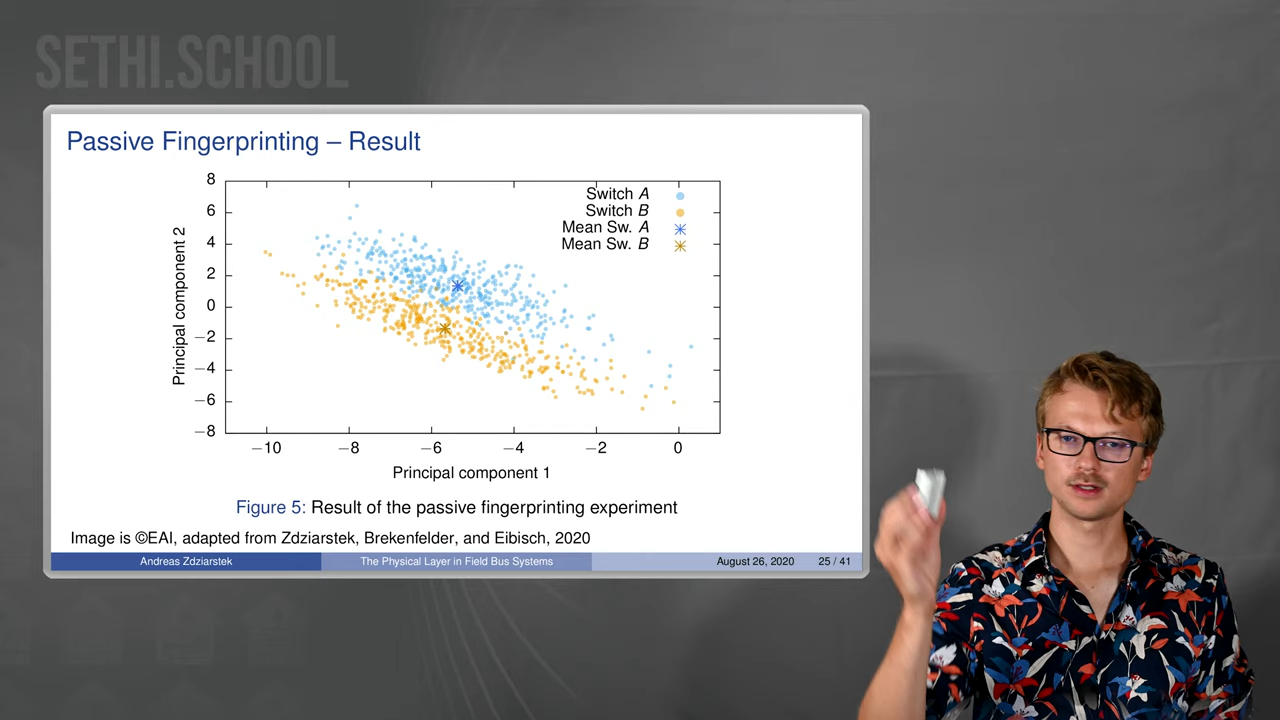 SETHI.SCHOOL
Passive Fingerprinting – Result
Switch A
Switch B
Mean Sw. A
Mean Sw. B
8
6
4
2
0
−2
−4
−6
−8
Principal component 2
−10 −8 −6 −4 −2 0
Principal component 1
Figure 5: Result of the passive fingerprinting experiment
Image is ©EAI, adapted from Zdziarstek, Brekenfelder, and Eibisch, 2020
Andreas Zdziarstek The Physical Layer in Field Bus Systems August 26, 2020 25 / 41